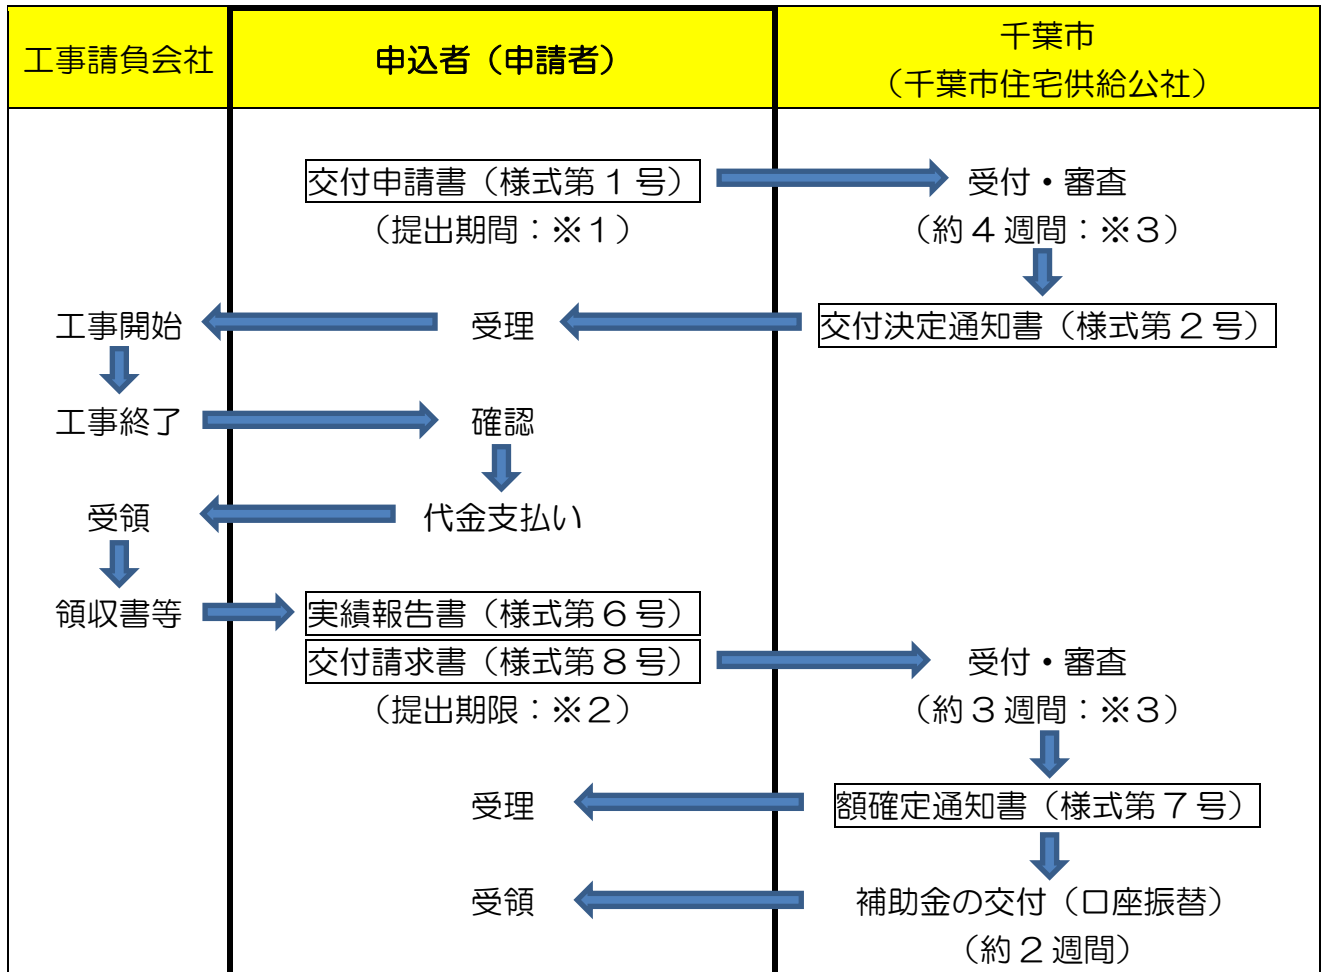 工事請負会社
申込者（申請者）
千葉市
（千葉市住宅供給公社）
交付申請書（様式第１号）
受付・審査
（提出期間：※１）
（約４週間：※３）
工事開始
受理
交付決定通知書（様式第２号）
工事終了
確認
受領
代金支払い
領収書等
実績報告書（様式第６号）
交付請求書（様式第８号）
受付・審査
（提出期限：※２）
（約３週間：※３）
受理
額確定通知書（様式第７号）
受領
補助金の交付（口座振替）
（約２週間）